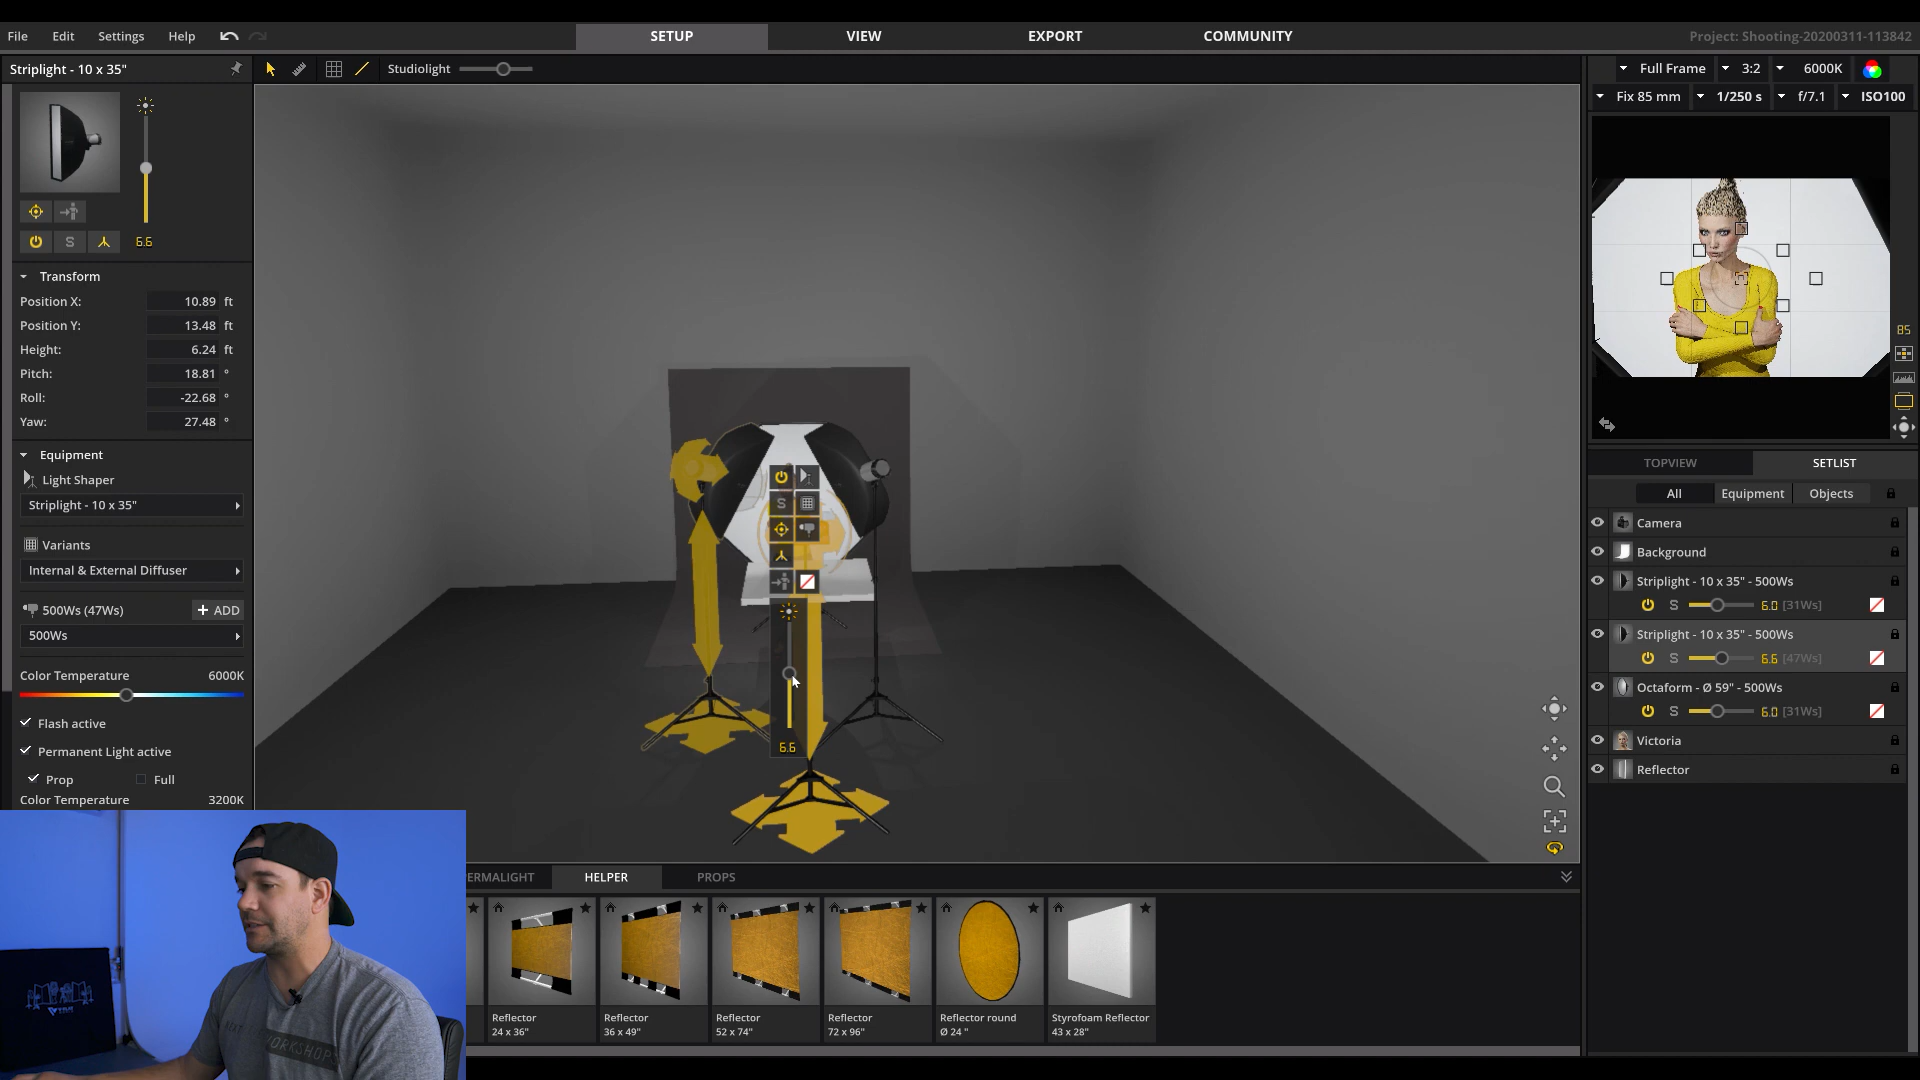 File Edit Settings Help
SETUP VIEW EXPORT COMMUNITY
Project: Shooting-20200311-113842
Striplight - 10 x 35"
Studiolight
Full Frame 3:2 6000K
Fix 85 mm 1/250 s f/7.1 ISO100
6.6
Transform
Position X: 10.89 ft
Position Y: 13.48 ft
Height: 6.24 ft
Pitch: 18.81 °
Roll: -22.68 °
Yaw: 27.48 °
Equipment
Light Shaper
Striplight - 10 x 35"
Variants
Internal & External Diffuser
500Ws (47Ws) + ADD
500Ws
Color Temperature 6000K
Flash active
Permanent Light active
Prop Full
Color Temperature 3200K
S
S
6.6
85
TOPVIEW SETLIST
All Equipment Objects
Camera
Background
Striplight - 10 x 35" - 500Ws
S 6.0 [31Ws]
Striplight - 10 x 35" - 500Ws
S 6.6 [47Ws]
Octaform - Ø 59" - 500Ws
S 6.0 [31Ws]
Victoria
Reflector
ERMALIGHT HELPER PROPS
Reflector
24 x 36"
Reflector
36 x 49"
Reflector
52 x 74"
Reflector
72 x 96"
Reflector round
Ø 24 "
Styrofoam Reflector
43 x 28"
WORKSHOPS